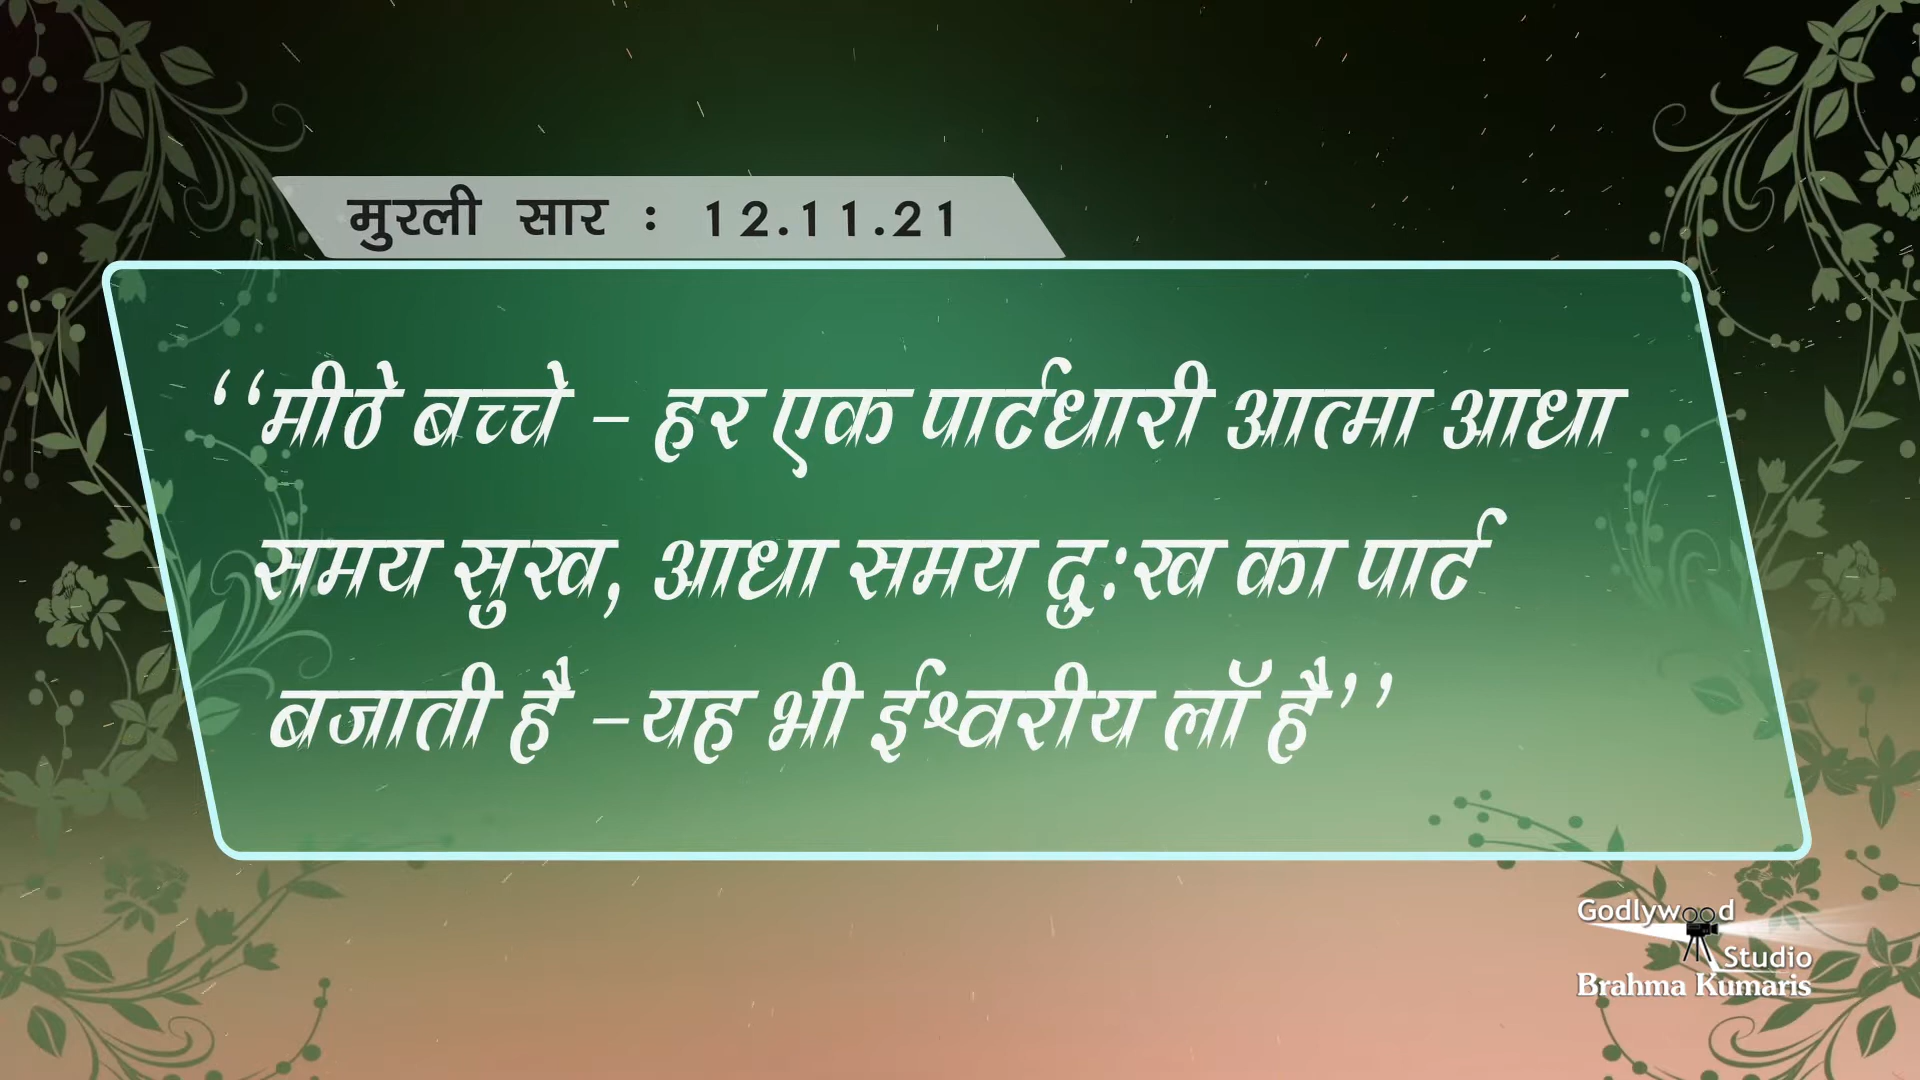 मुरली सार : 12.11.21
‘‘मीठे बच्चे - हर एक पार्टधारी आत्मा आधा
समय सुख, आधा समय दु:ख का पार्ट
बजाती है -यह भी ईश्वरीय लॉ है’’
Godlywood
Studio
Brahma Kumaris